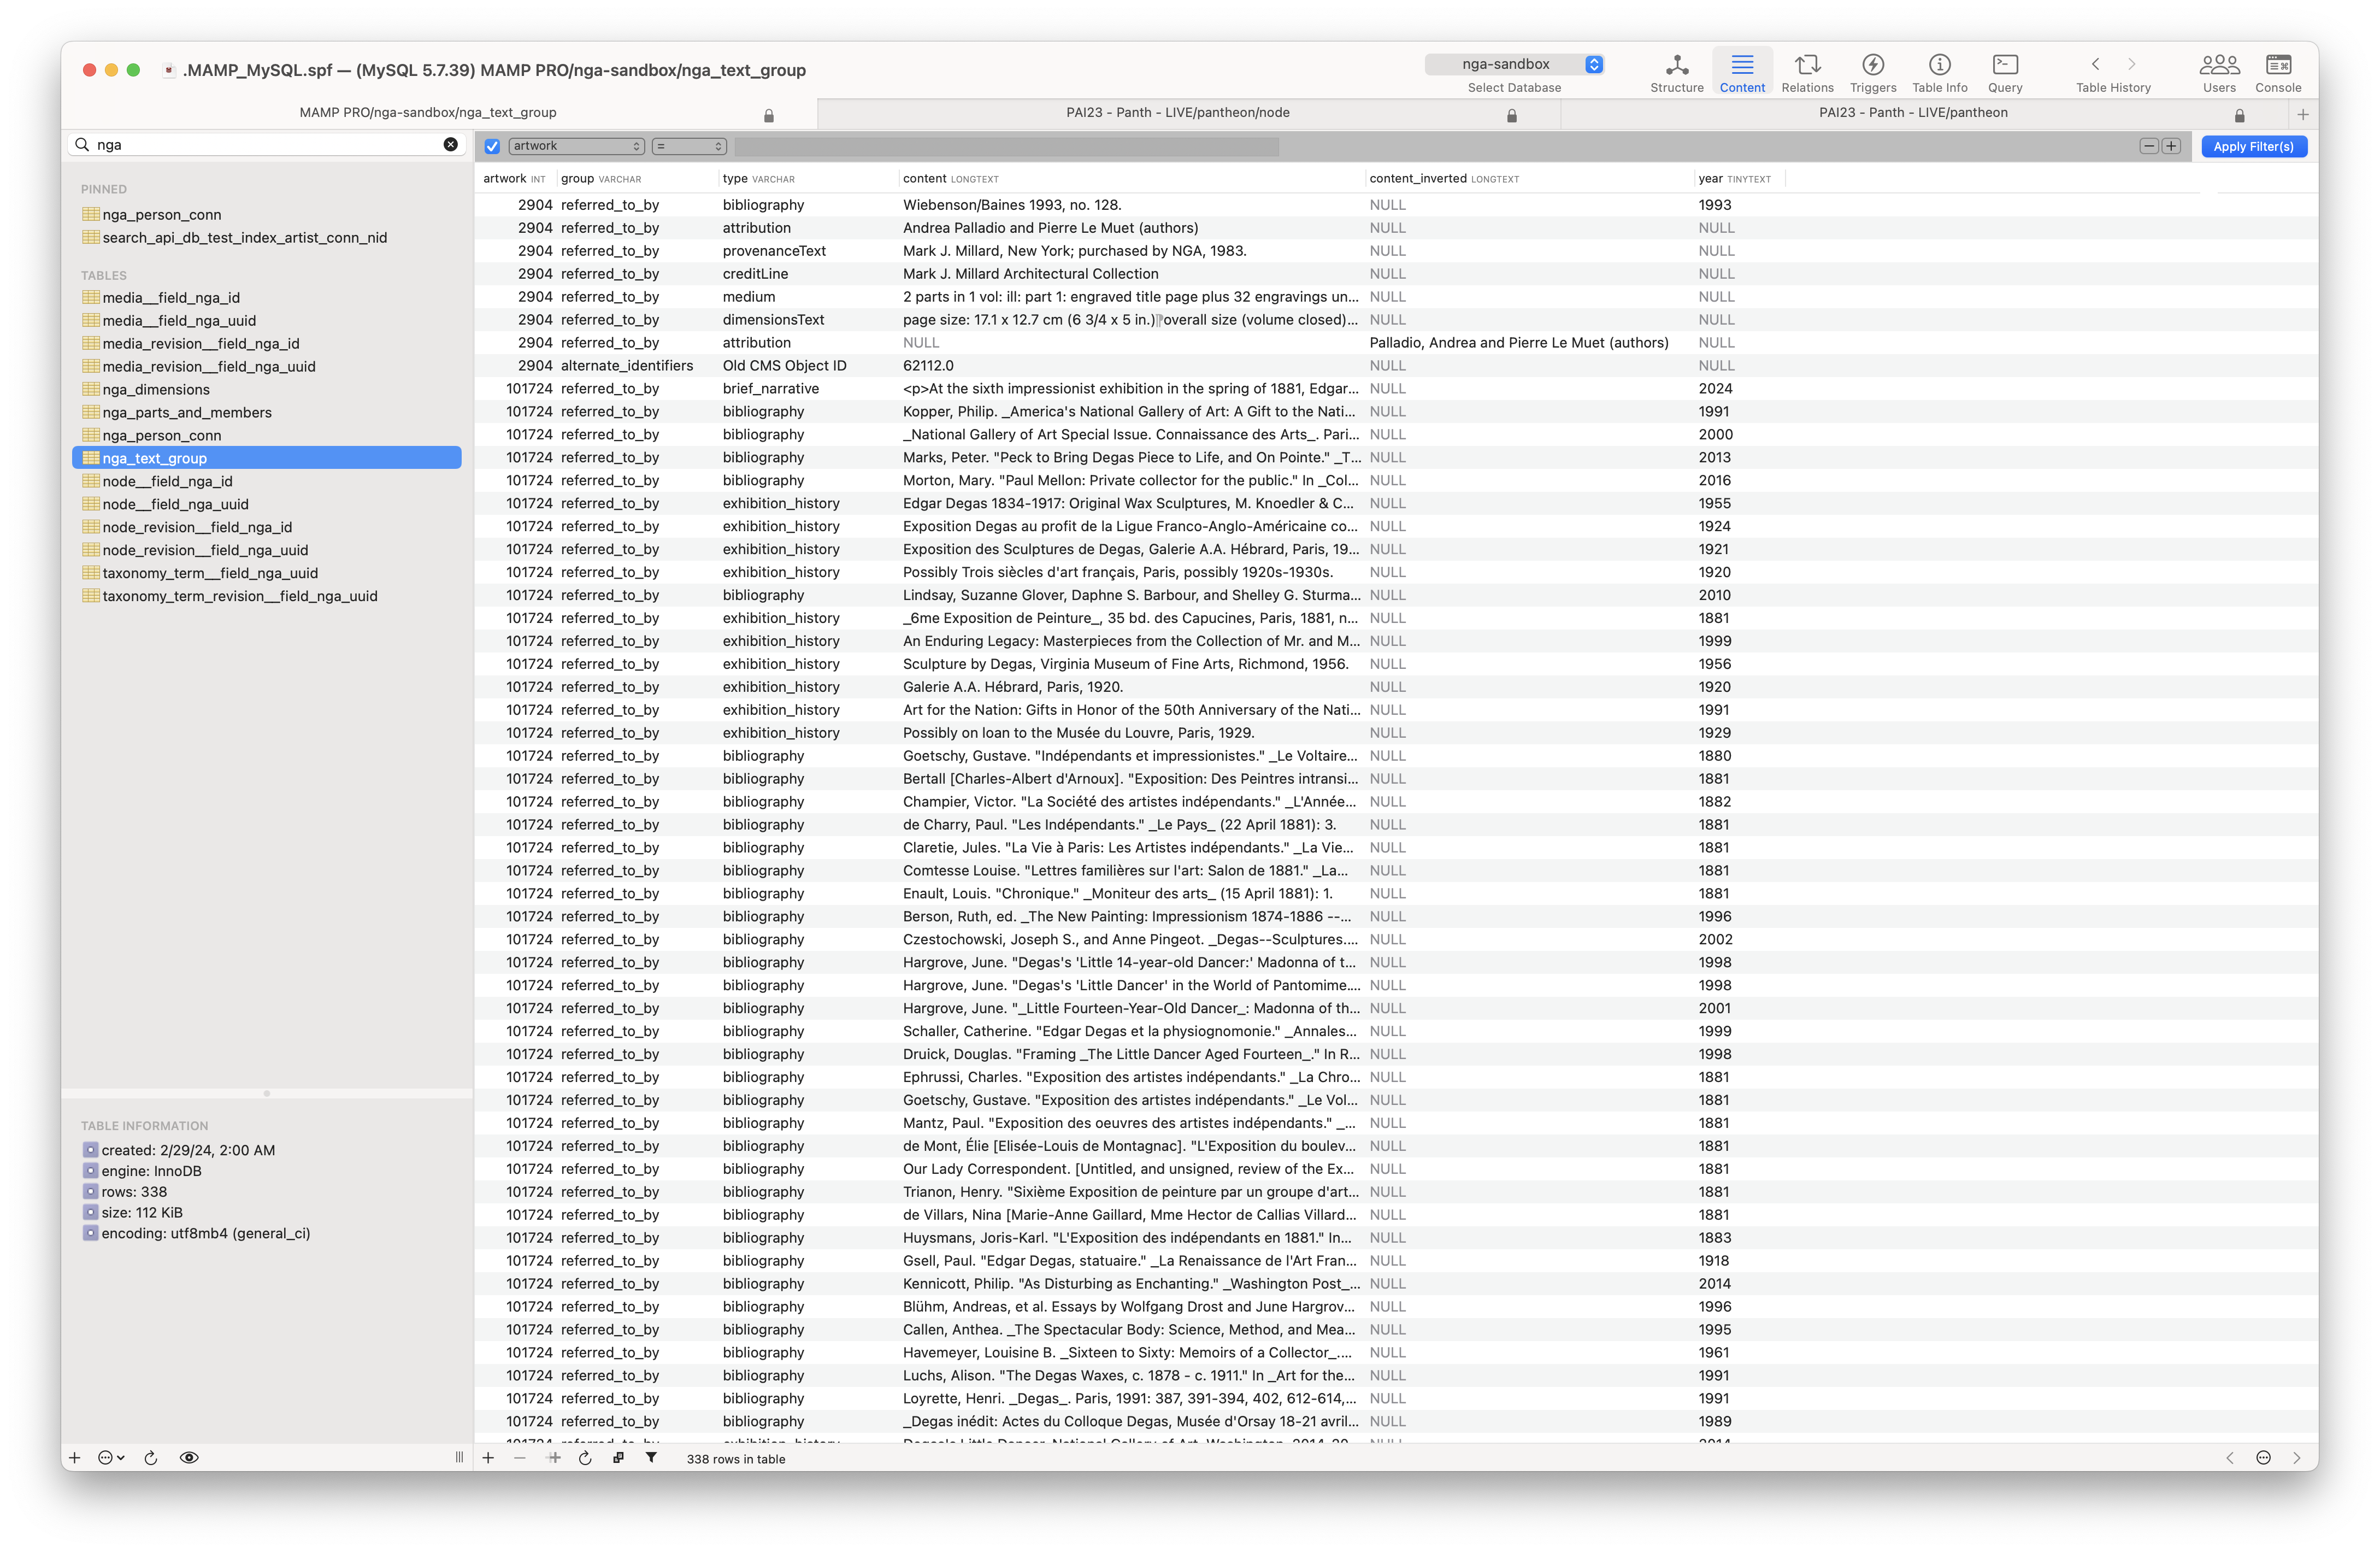 .MAMP_MySQL.spf — (MySQL 5.7.39) MAMP PRO/nga-sandbox/nga_text_group
nga-sandbox
Select Database
Structure Content Relations Triggers Table Info Query Table History Users Console
MAMP PRO/nga-sandbox/nga_text_group
PAI23 - Panth - LIVE/pantheon/node
PAI23 - Panth - LIVE/pantheon
nga
artwork =
Apply Filter(s)
PINNED
nga_person_conn
search_api_db_test_index_artist_conn_nid
TABLES
media__field_nga_id
media__field_nga_uuid
media_revision__field_nga_id
media_revision__field_nga_uuid
nga_dimensions
nga_parts_and_members
nga_person_conn
nga_text_group
node__field_nga_id
node__field_nga_uuid
node_revision__field_nga_id
node_revision__field_nga_uuid
taxonomy_term__field_nga_uuid
taxonomy_term_revision__field_nga_uuid
TABLE INFORMATION
created: 2/29/24, 2:00 AM
engine: InnoDB
rows: 338
size: 112 KiB
encoding: utf8mb4 (general_ci)
artwork INT group VARCHAR type VARCHAR content LONGTEXT content_inverted LONGTEXT year TINYTEXT
2904 referred_to_by bibliography Wiebenson/Baines 1993, no. 128. NULL 1993
2904 referred_to_by attribution Andrea Palladio and Pierre Le Muet (authors) NULL NULL
2904 referred_to_by provenanceText Mark J. Millard, New York; purchased by NGA, 1983. NULL NULL
2904 referred_to_by creditLine Mark J. Millard Architectural Collection NULL NULL
2904 referred_to_by medium 2 parts in 1 vol: ill: part 1: engraved title page plus 32 engravings un... NULL NULL
2904 referred_to_by dimensionsText page size: 17.1 x 12.7 cm (6 3/4 x 5 in.) overall size (volume closed)... NULL NULL
2904 referred_to_by attribution NULL Palladio, Andrea and Pierre Le Muet (authors) NULL
2904 alternate_identifiers Old CMS Object ID 62112.0 NULL NULL
101724 referred_to_by brief_narrative <p>At the sixth impressionist exhibition in the spring of 1881, Edgar... NULL 2024
101724 referred_to_by bibliography Kopper, Philip. _America's National Gallery of Art: A Gift to the Nati... NULL 1991
101724 referred_to_by bibliography _National Gallery of Art Special Issue. Connaissance des Arts_. Pari... NULL 2000
101724 referred_to_by bibliography Marks, Peter. "Peck to Bring Degas Piece to Life, and On Pointe." _T... NULL 2013
101724 referred_to_by bibliography Morton, Mary. "Paul Mellon: Private collector for the public." In _Col... NULL 2016
101724 referred_to_by exhibition_history Edgar Degas 1834-1917: Original Wax Sculptures, M. Knoedler & C... NULL 1955
101724 referred_to_by exhibition_history Exposition Degas au profit de la Ligue Franco-Anglo-Américaine co... NULL 1924
101724 referred_to_by exhibition_history Exposition des Sculptures de Degas, Galerie A.A. Hébrard, Paris, 19... NULL 1921
101724 referred_to_by exhibition_history Possibly Trois siècles d'art français, Paris, possibly 1920s-1930s. NULL 1920
101724 referred_to_by bibliography Lindsay, Suzanne Glover, Daphne S. Barbour, and Shelley G. Sturma... NULL 2010
101724 referred_to_by exhibition_history _6me Exposition de Peinture_, 35 bd. des Capucines, Paris, 1881, n... NULL 1881
101724 referred_to_by exhibition_history An Enduring Legacy: Masterpieces from the Collection of Mr. and M... NULL 1999
101724 referred_to_by exhibition_history Sculpture by Degas, Virginia Museum of Fine Arts, Richmond, 1956. NULL 1956
101724 referred_to_by exhibition_history Galerie A.A. Hébrard, Paris, 1920. NULL 1920
101724 referred_to_by exhibition_history Art for the Nation: Gifts in Honor of the 50th Anniversary of the Nati... NULL 1991
101724 referred_to_by exhibition_history Possibly on loan to the Musée du Louvre, Paris, 1929. NULL 1929
101724 referred_to_by bibliography Goetschy, Gustave. "Indépendants et impressionistes." _Le Voltaire... NULL 1880
101724 referred_to_by bibliography Bertall [Charles-Albert d'Arnoux]. "Exposition: Des Peintres intransi... NULL 1881
101724 referred_to_by bibliography Champier, Victor. "La Société des artistes indépendants." _L'Année... NULL 1882
101724 referred_to_by bibliography de Charry, Paul. "Les Indépendants." _Le Pays_ (22 April 1881): 3. NULL 1881
101724 referred_to_by bibliography Claretie, Jules. "La Vie à Paris: Les Artistes indépendants." _La Vie... NULL 1881
101724 referred_to_by bibliography Comtesse Louise. "Lettres familières sur l'art: Salon de 1881." _La... NULL 1881
101724 referred_to_by bibliography Enault, Louis. "Chronique." _Moniteur des arts_ (15 April 1881): 1. NULL 1881
101724 referred_to_by bibliography Berson, Ruth, ed. _The New Painting: Impressionism 1874-1886 --... NULL 1996
101724 referred_to_by bibliography Czestochowski, Joseph S., and Anne Pingeot. _Degas--Sculptures.... NULL 2002
101724 referred_to_by bibliography Hargrove, June. "Degas's 'Little 14-year-old Dancer:' Madonna of t... NULL 1998
101724 referred_to_by bibliography Hargrove, June. "Degas's 'Little Dancer' in the World of Pantomime.... NULL 1998
101724 referred_to_by bibliography Hargrove, June. "_Little Fourteen-Year-Old Dancer_: Madonna of th... NULL 2001
101724 referred_to_by bibliography Schaller, Catherine. "Edgar Degas et la physiognomonie." _Annales... NULL 1999
101724 referred_to_by bibliography Druick, Douglas. "Framing _The Little Dancer Aged Fourteen_." In R... NULL 1998
101724 referred_to_by bibliography Ephrussi, Charles. "Exposition des artistes indépendants." _La Chro... NULL 1881
101724 referred_to_by bibliography Goetschy, Gustave. "Exposition des artistes indépendants." _Le Vol... NULL 1881
101724 referred_to_by bibliography Mantz, Paul. "Exposition des oeuvres des artistes indépendants." _... NULL 1881
101724 referred_to_by bibliography de Mont, Élie [Elisée-Louis de Montagnac]. "L'Exposition du boulev... NULL 1881
101724 referred_to_by bibliography Our Lady Correspondent. [Untitled, and unsigned, review of the Ex... NULL 1881
101724 referred_to_by bibliography Trianon, Henry. "Sixième Exposition de peinture par un groupe d'art... NULL 1881
101724 referred_to_by bibliography de Villars, Nina [Marie-Anne Gaillard, Mme Hector de Callias Villard... NULL 1881
101724 referred_to_by bibliography Huysmans, Joris-Karl. "L'Exposition des indépendants en 1881." In... NULL 1883
101724 referred_to_by bibliography Gsell, Paul. "Edgar Degas, statuaire." _La Renaissance de l'Art Fran... NULL 1918
101724 referred_to_by bibliography Kennicott, Philip. "As Disturbing as Enchanting." _Washington Post_... NULL 2014
101724 referred_to_by bibliography Blühm, Andreas, et al. Essays by Wolfgang Drost and June Hargrov... NULL 1996
101724 referred_to_by bibliography Callen, Anthea. _The Spectacular Body: Science, Method, and Mea... NULL 1995
101724 referred_to_by bibliography Havemeyer, Louisine B. _Sixteen to Sixty: Memoirs of a Collector_.... NULL 1961
101724 referred_to_by bibliography Luchs, Alison. "The Degas Waxes, c. 1878 - c. 1911." In _Art for the... NULL 1991
101724 referred_to_by bibliography Loyrette, Henri. _Degas_. Paris, 1991: 387, 391-394, 402, 612-614,... NULL 1991
101724 referred_to_by bibliography _Degas inédit: Actes du Colloque Degas, Musée d'Orsay 18-21 avril... NULL 1989
338 rows in table